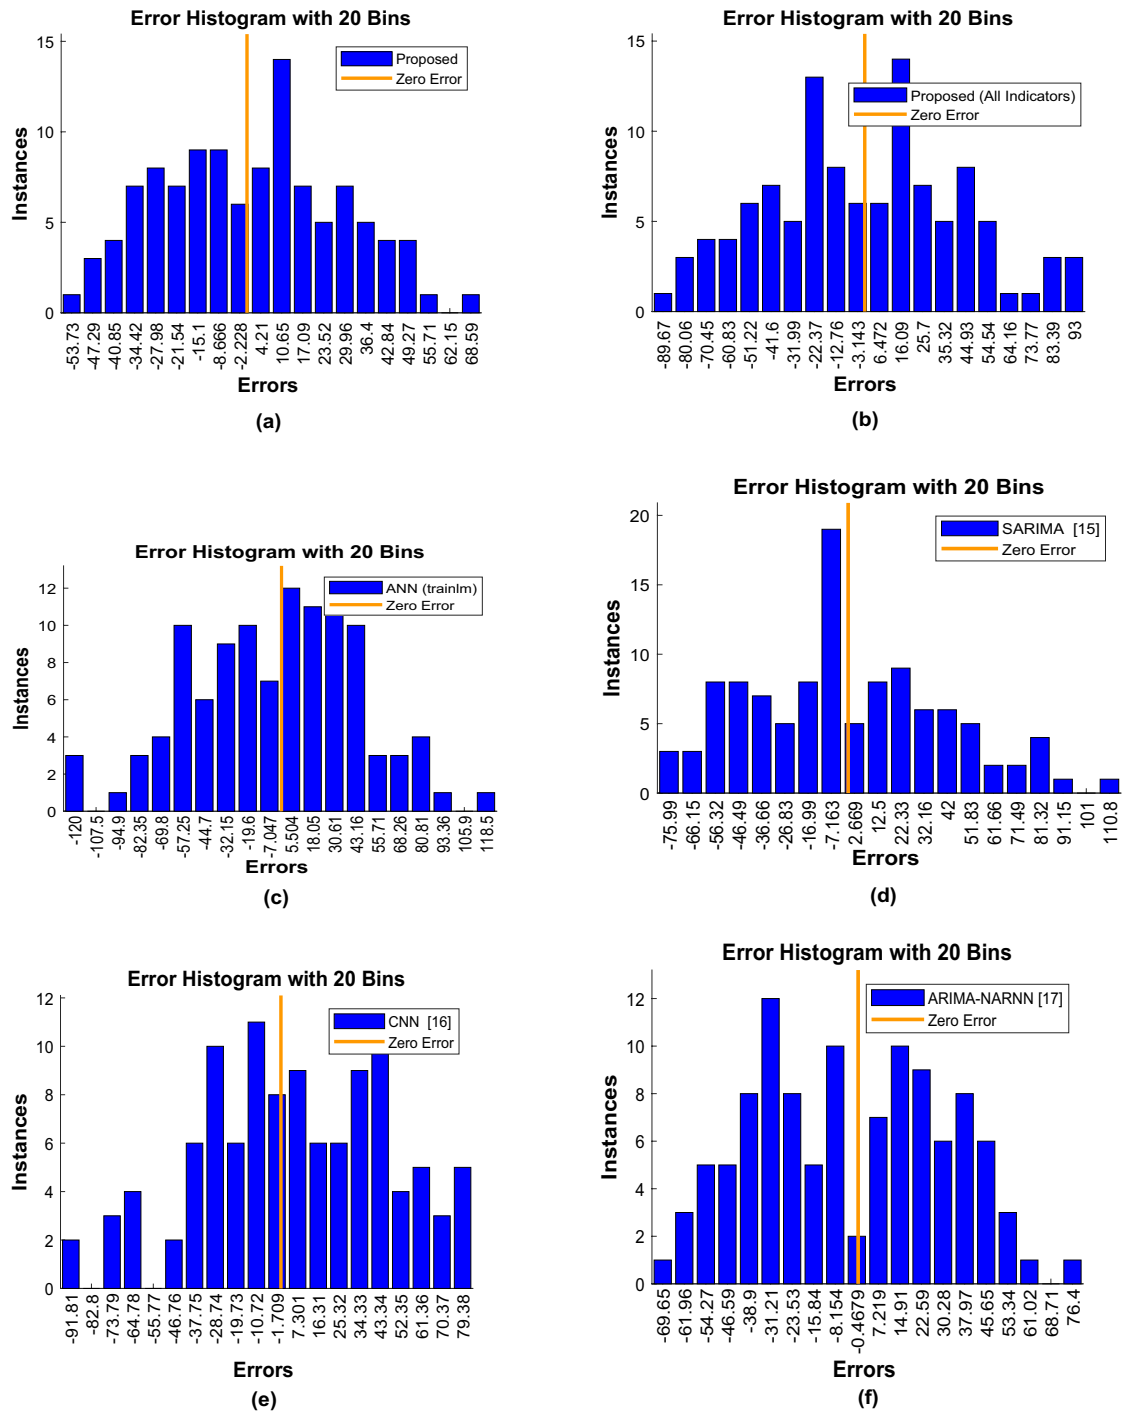 Error Histogram with 20 Bins
15
10
5
0
Instances
Proposed
Zero Error
-53.73 -47.29 -40.85 -34.42 -27.98 -21.54 -15.1 -8.666 -2.228 4.21 10.65 17.09 23.52 29.96 36.4 42.84 49.27 55.71 62.15 68.59
Errors
(a)
Error Histogram with 20 Bins
15
10
5
0
Instances
Proposed (All Indicators)
Zero Error
-89.67 -80.06 -70.45 -60.83 -51.22 -41.6 -31.99 -22.37 -12.76 -3.143 6.472 16.09 25.7 35.32 44.93 54.54 64.16 73.77 83.39 93
Errors
(b)
Error Histogram with 20 Bins
12
10
8
6
4
2
0
Instances
ANN (trainlm)
Zero Error
-120 -107.5 -94.9 -82.35 -69.8 -57.25 -44.7 -32.15 -19.6 -7.047 5.504 18.05 30.61 43.16 55.71 68.26 80.81 93.36 105.9 118.5
Errors
(c)
Error Histogram with 20 Bins
20
15
10
5
0
Instances
SARIMA [15]
Zero Error
-75.99 -66.15 -56.32 -46.49 -36.66 -26.83 -16.99 -7.163 2.669 12.5 22.33 32.16 42 51.83 61.66 71.49 81.32 91.15 101 110.8
Errors
(d)
Error Histogram with 20 Bins
12
10
8
6
4
2
0
Instances
CNN [16]
Zero Error
-91.81 -82.8 -73.79 -64.78 -55.77 -46.76 -37.75 -28.74 -19.73 -10.72 -1.709 7.301 16.31 25.32 34.33 43.34 52.35 61.36 70.37 79.38
Errors
(e)
Error Histogram with 20 Bins
12
10
8
6
4
2
0
Instances
ARIMA-NARNN [17]
Zero Error
-69.65 -61.96 -54.27 -46.59 -38.9 -31.21 -23.53 -15.84 -8.154 -0.4679 7.219 14.91 22.59 30.28 37.97 45.65 53.34 61.02 68.71 76.4
Errors
(f)